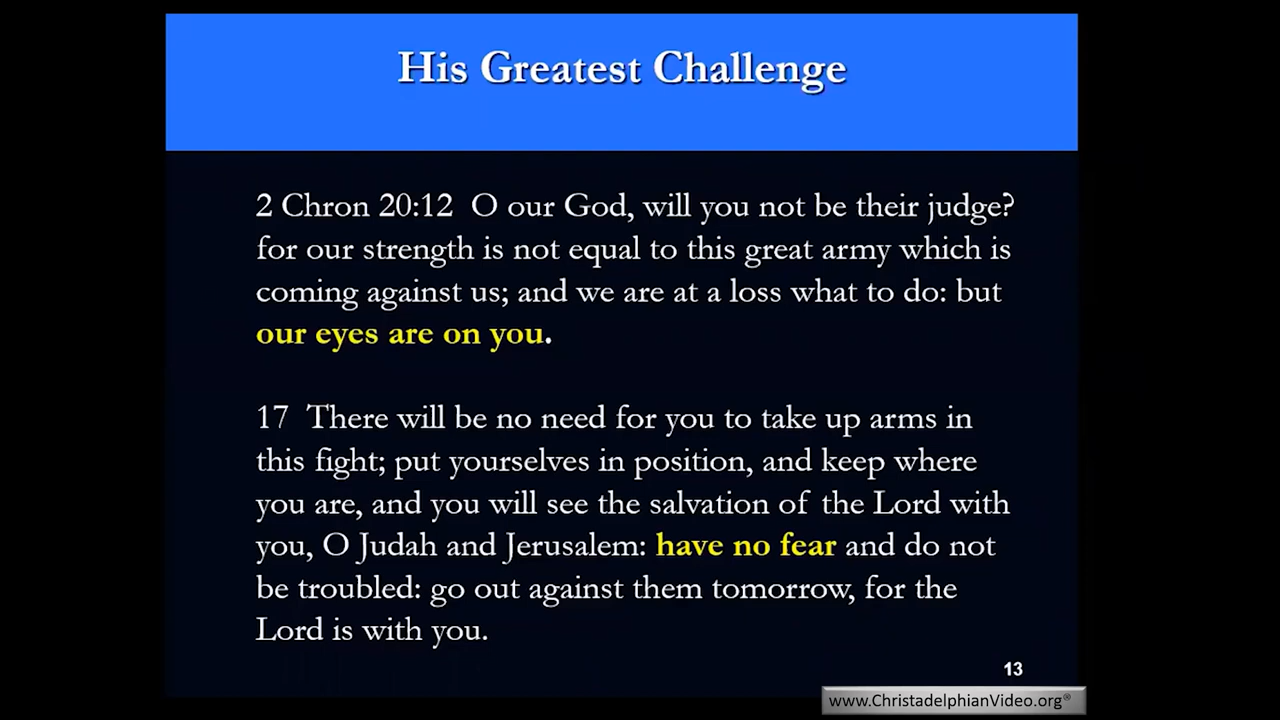 His Greatest Challenge
2 Chron 20:12  O our God, will you not be their judge?
for our strength is not equal to this great army which is
coming against us; and we are at a loss what to do: but
our eyes are on you.
17  There will be no need for you to take up arms in
this fight; put yourselves in position, and keep where
you are, and you will see the salvation of the Lord with
you, O Judah and Jerusalem: have no fear and do not
be troubled: go out against them tomorrow, for the
Lord is with you.
13
www.ChristadelphianVideo.org®